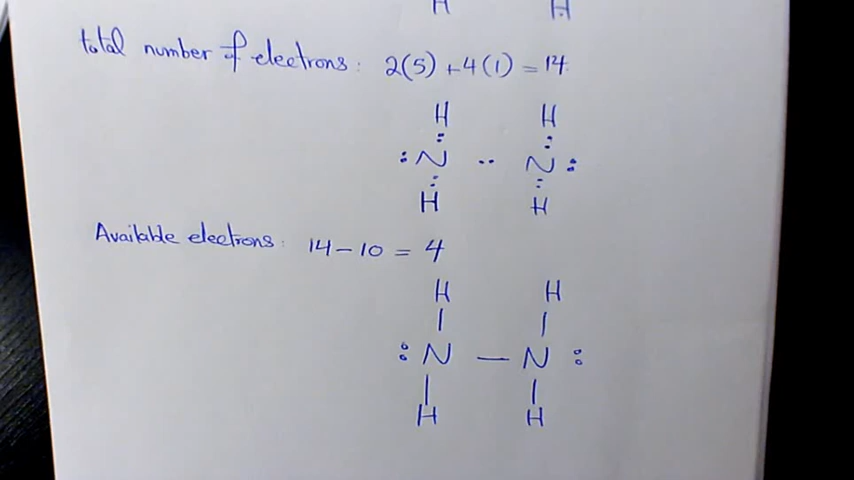 H H
total number of electrons: 2(5) + 4(1) = 14
H H
: N .. N :
H H
Available electrons: 14 - 10 = 4
H H
| |
: N — N :
| |
H H